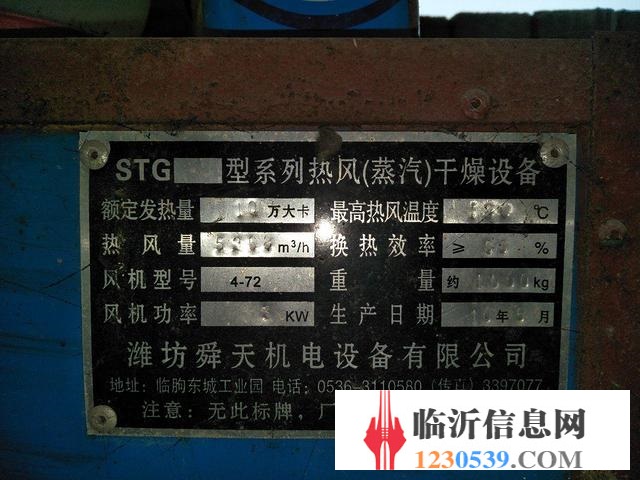 STG 型系列热风(蒸汽)干燥设备
额定发热量 10 万大卡 最高热风温度 ℃
热风量 m³/h 换热效率 ≥ %
风机型号 4-72 重量 约 kg
风机功率 3 KW 生产日期 10 年 月
潍坊舜天机电设备有限公司
地址: 临朐东城工业园 电话: 0536-3110580 (传真) 3397077
注意: 无此标牌,厂
临沂信息网
1230539.COM